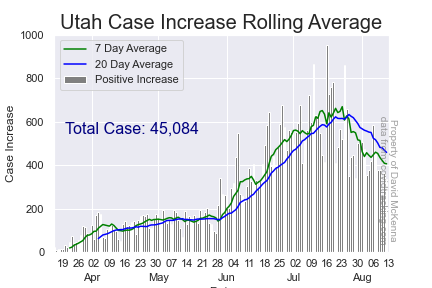 Utah Case Increase Rolling Average
7 Day Average
20 Day Average
Positive Increase
Total Case: 45,084
Case Increase
1000
800
600
400
200
0
19 26 02 09 16 23 30 07 14 21 28 04 11 18 25 02 09 16 23 30 06 13
Apr May Jun Jul Aug
Property of David McKenna
data from